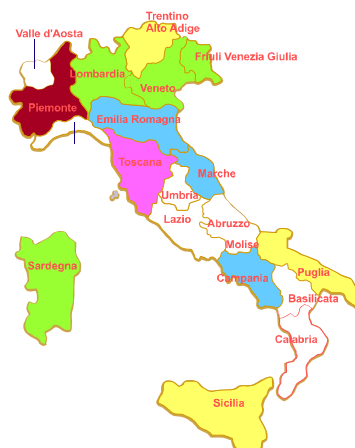 Trentino
Alto Adige
Valle d'Aosta
Friuli Venezia Giulia
Lombardia
Veneto
Piemonte
Emilia Romagna
Toscana
Marche
Umbria
Lazio
Abruzzo
Molise
Sardegna
Campania
Puglia
Basilicata
Calabria
Sicilia